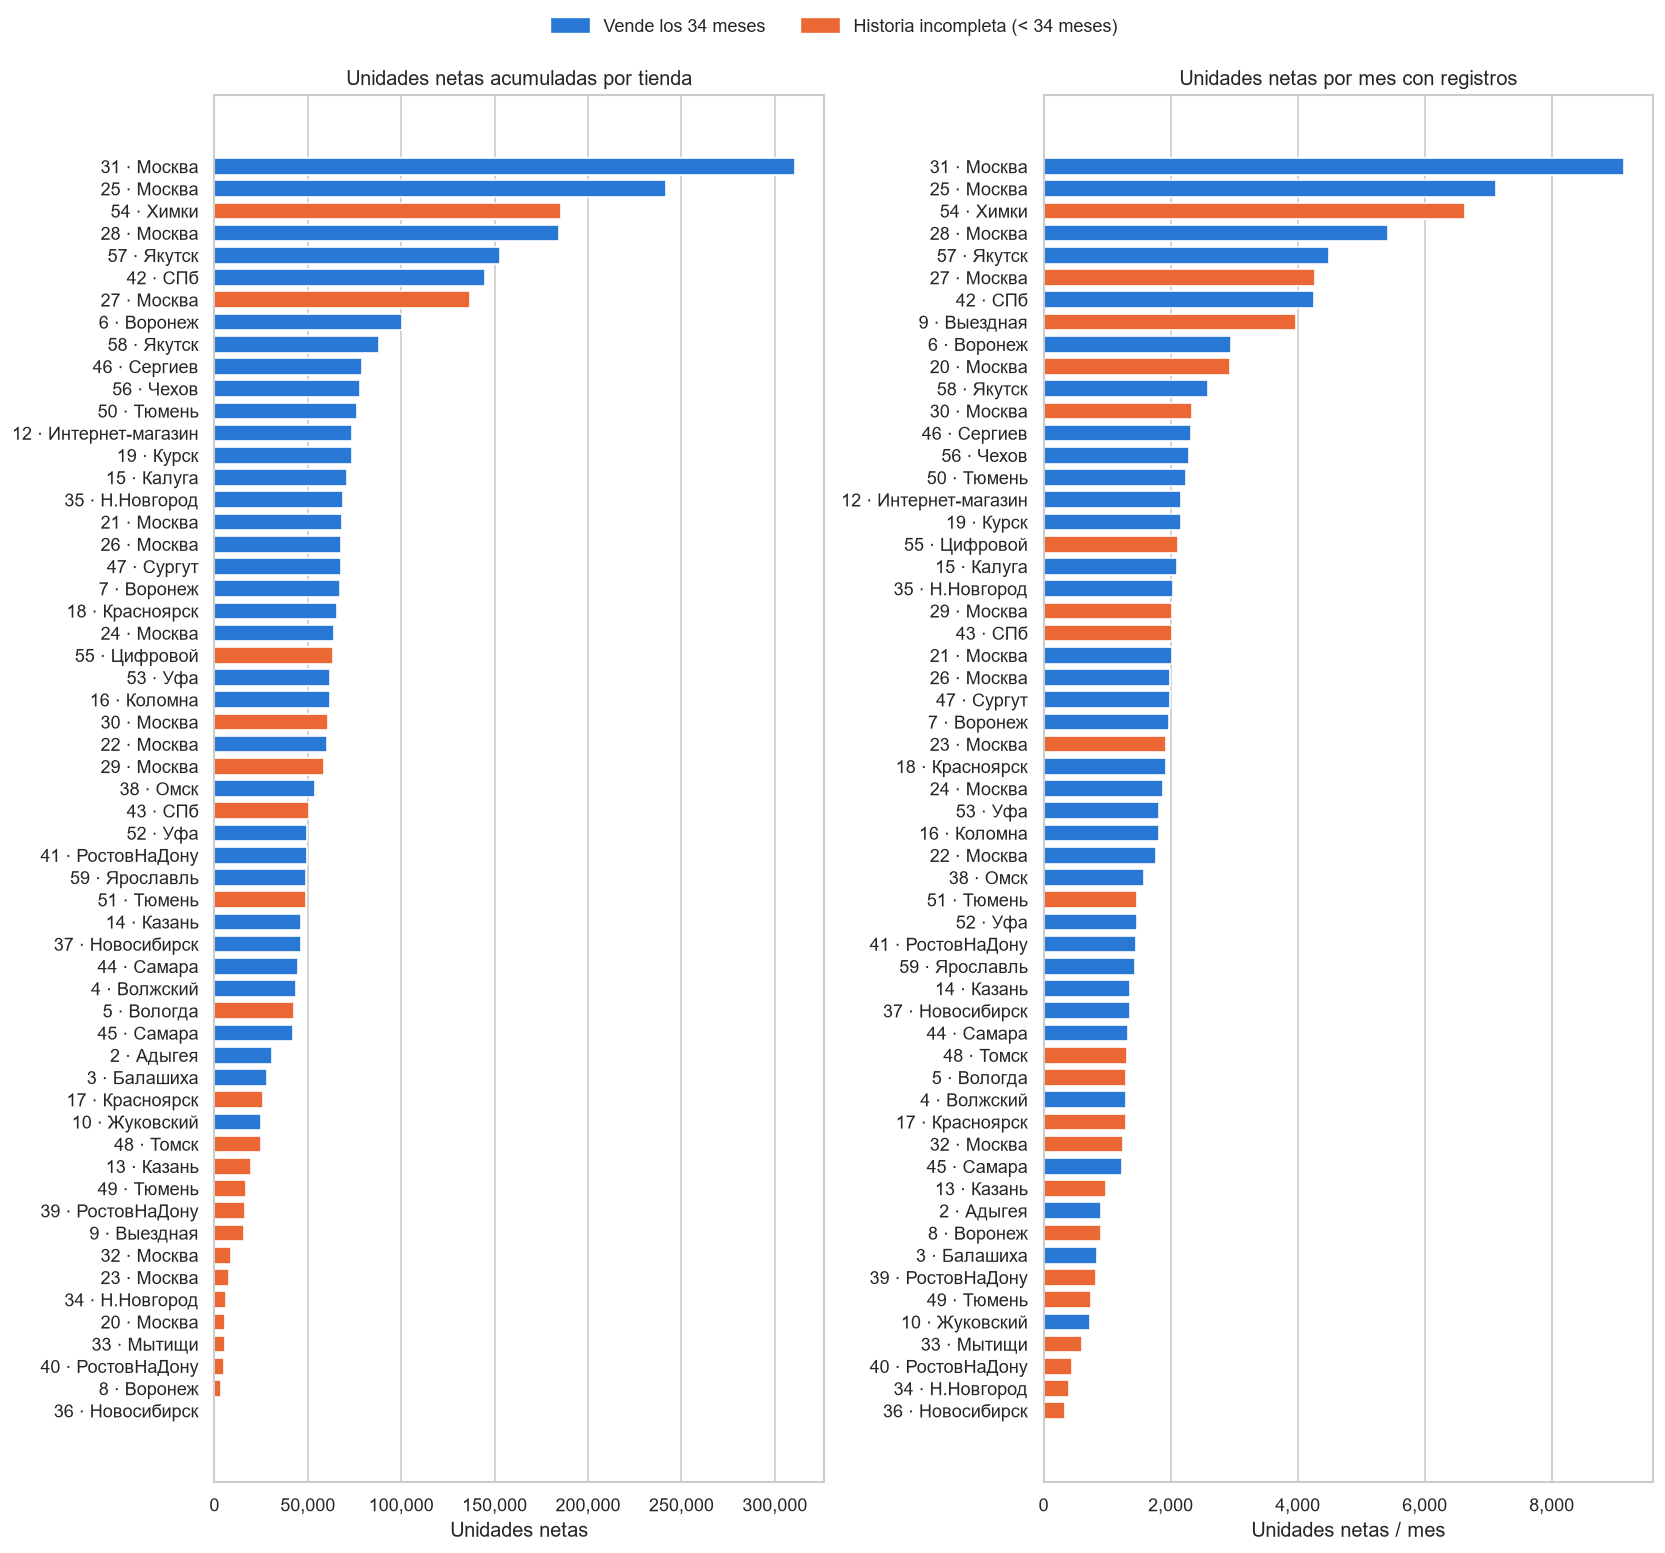 Vende los 34 meses
Historia incompleta (< 34 meses)
Unidades netas acumuladas por tienda
31 · Москва
25 · Москва
54 · Химки
28 · Москва
57 · Якутск
42 · СПб
27 · Москва
6 · Воронеж
58 · Якутск
46 · Сергиев
56 · Чехов
50 · Тюмень
12 · Интернет-магазин
19 · Курск
15 · Калуга
35 · Н.Новгород
21 · Москва
26 · Москва
47 · Сургут
7 · Воронеж
18 · Красноярск
24 · Москва
55 · Цифровой
53 · Уфа
16 · Коломна
30 · Москва
22 · Москва
29 · Москва
38 · Омск
43 · СПб
52 · Уфа
41 · РостовНаДону
59 · Ярославль
51 · Тюмень
14 · Казань
37 · Новосибирск
44 · Самара
4 · Волжский
5 · Вологда
45 · Самара
2 · Адыгея
3 · Балашиха
17 · Красноярск
10 · Жуковский
48 · Томск
13 · Казань
49 · Тюмень
39 · РостовНаДону
9 · Выездная
32 · Москва
23 · Москва
34 · Н.Новгород
20 · Москва
33 · Мытищи
40 · РостовНаДону
8 · Воронеж
36 · Новосибирск
0 50,000 100,000 150,000 200,000 250,000 300,000
Unidades netas
Unidades netas por mes con registros
31 · Москва
25 · Москва
54 · Химки
28 · Москва
57 · Якутск
27 · Москва
42 · СПб
9 · Выездная
6 · Воронеж
20 · Москва
58 · Якутск
30 · Москва
46 · Сергиев
56 · Чехов
50 · Тюмень
12 · Интернет-магазин
19 · Курск
55 · Цифровой
15 · Калуга
35 · Н.Новгород
29 · Москва
43 · СПб
21 · Москва
26 · Москва
47 · Сургут
7 · Воронеж
23 · Москва
18 · Красноярск
24 · Москва
53 · Уфа
16 · Коломна
22 · Москва
38 · Омск
51 · Тюмень
52 · Уфа
41 · РостовНаДону
59 · Ярославль
14 · Казань
37 · Новосибирск
44 · Самара
48 · Томск
5 · Вологда
4 · Волжский
17 · Красноярск
32 · Москва
45 · Самара
13 · Казань
2 · Адыгея
8 · Воронеж
3 · Балашиха
39 · РостовНаДону
49 · Тюмень
10 · Жуковский
33 · Мытищи
40 · РостовНаДону
34 · Н.Новгород
36 · Новосибирск
0 2,000 4,000 6,000 8,000
Unidades netas / mes